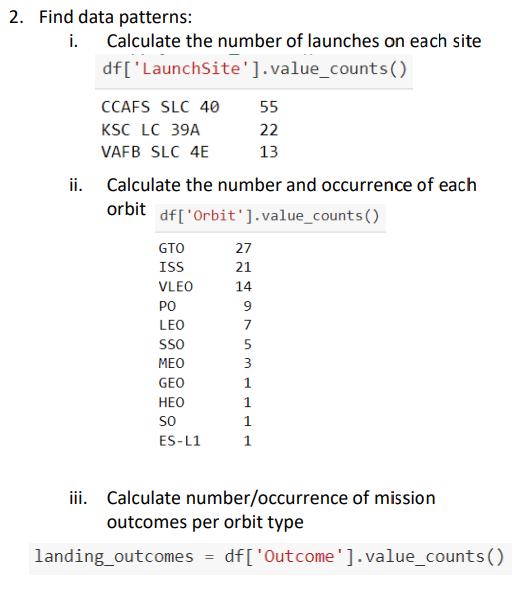 2. Find data patterns:
i. Calculate the number of launches on each site
df['LaunchSite'].value_counts()
CCAFS SLC 40 55
KSC LC 39A 22
VAFB SLC 4E 13
ii. Calculate the number and occurrence of each
orbit df['Orbit'].value_counts()
GTO 27
ISS 21
VLEO 14
PO 9
LEO 7
SSO 5
MEO 3
GEO 1
HEO 1
SO 1
ES-L1 1
iii. Calculate number/occurrence of mission
outcomes per orbit type
landing_outcomes = df['Outcome'].value_counts()